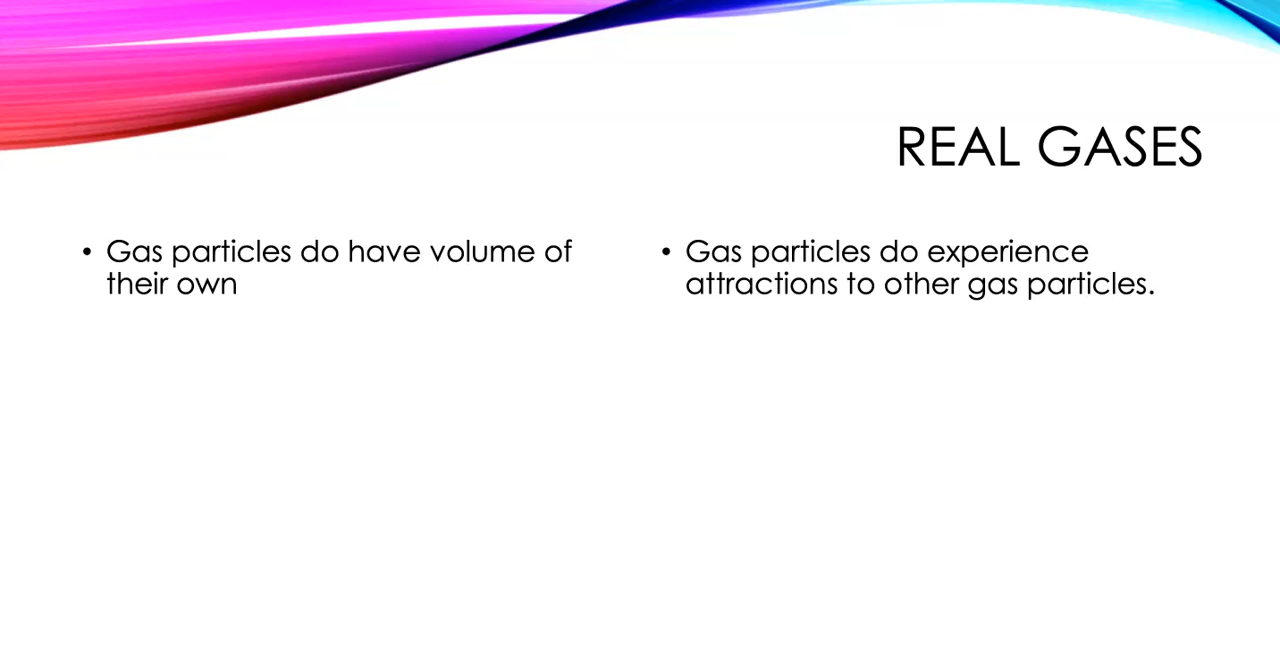 REAL GASES
• Gas particles do have volume of
their own
• Gas particles do experience
attractions to other gas particles.